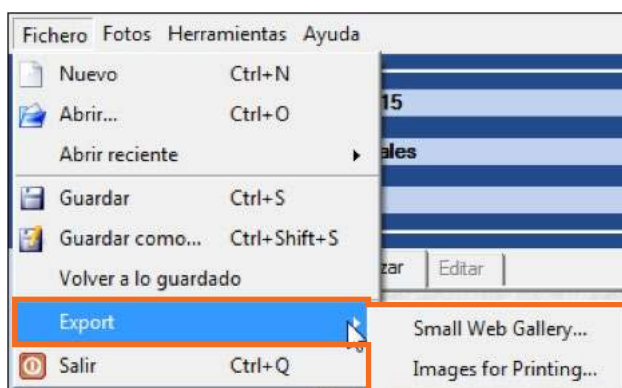 Fichero Fotos Herramientas Ayuda
Nuevo Ctrl+N
15
Abrir... Ctrl+O
Abrir reciente
ales
Guardar Ctrl+S
Guardar como... Ctrl+Shift+S
zar Editar
Volver a lo guardado
Export
Small Web Gallery...
Salir Ctrl+Q
Images for Printing...